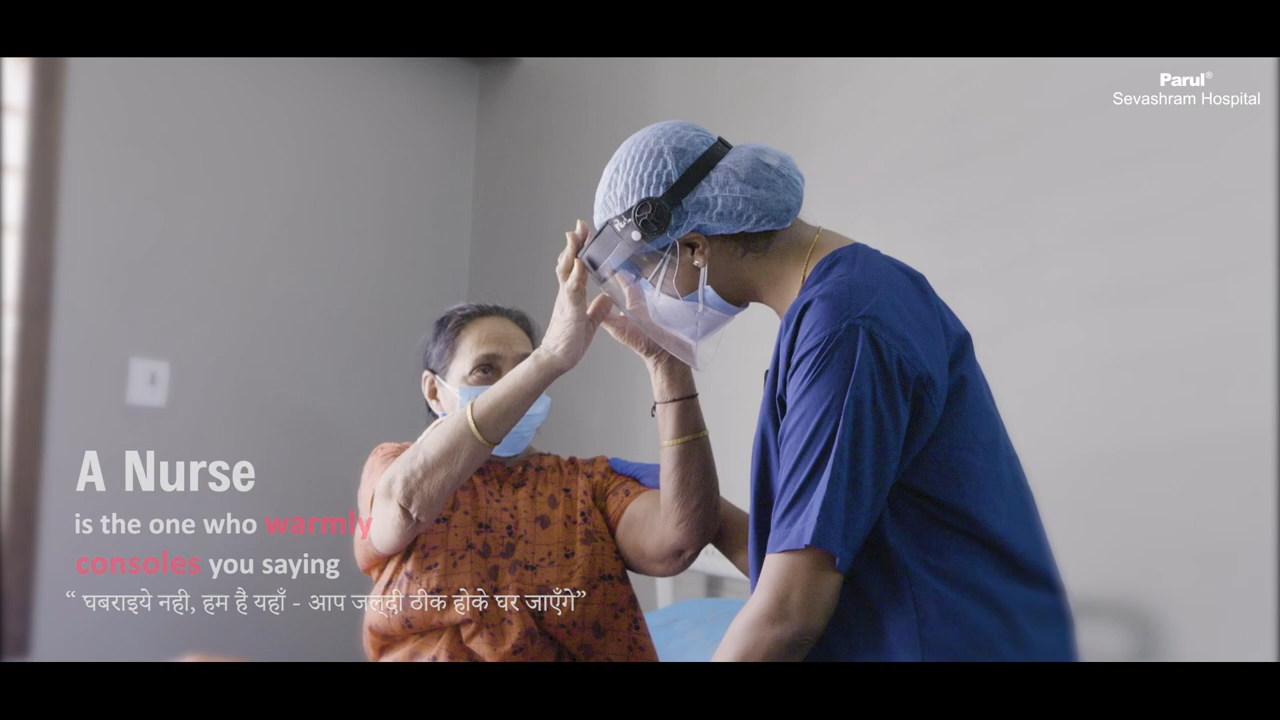 Parul®
Sevashram Hospital
A Nurse
is the one who warmly
consoles you saying
“ घबराइये नही, हम हैं यहाँ - आप जल्दी ठीक होके घर जाएँगे”